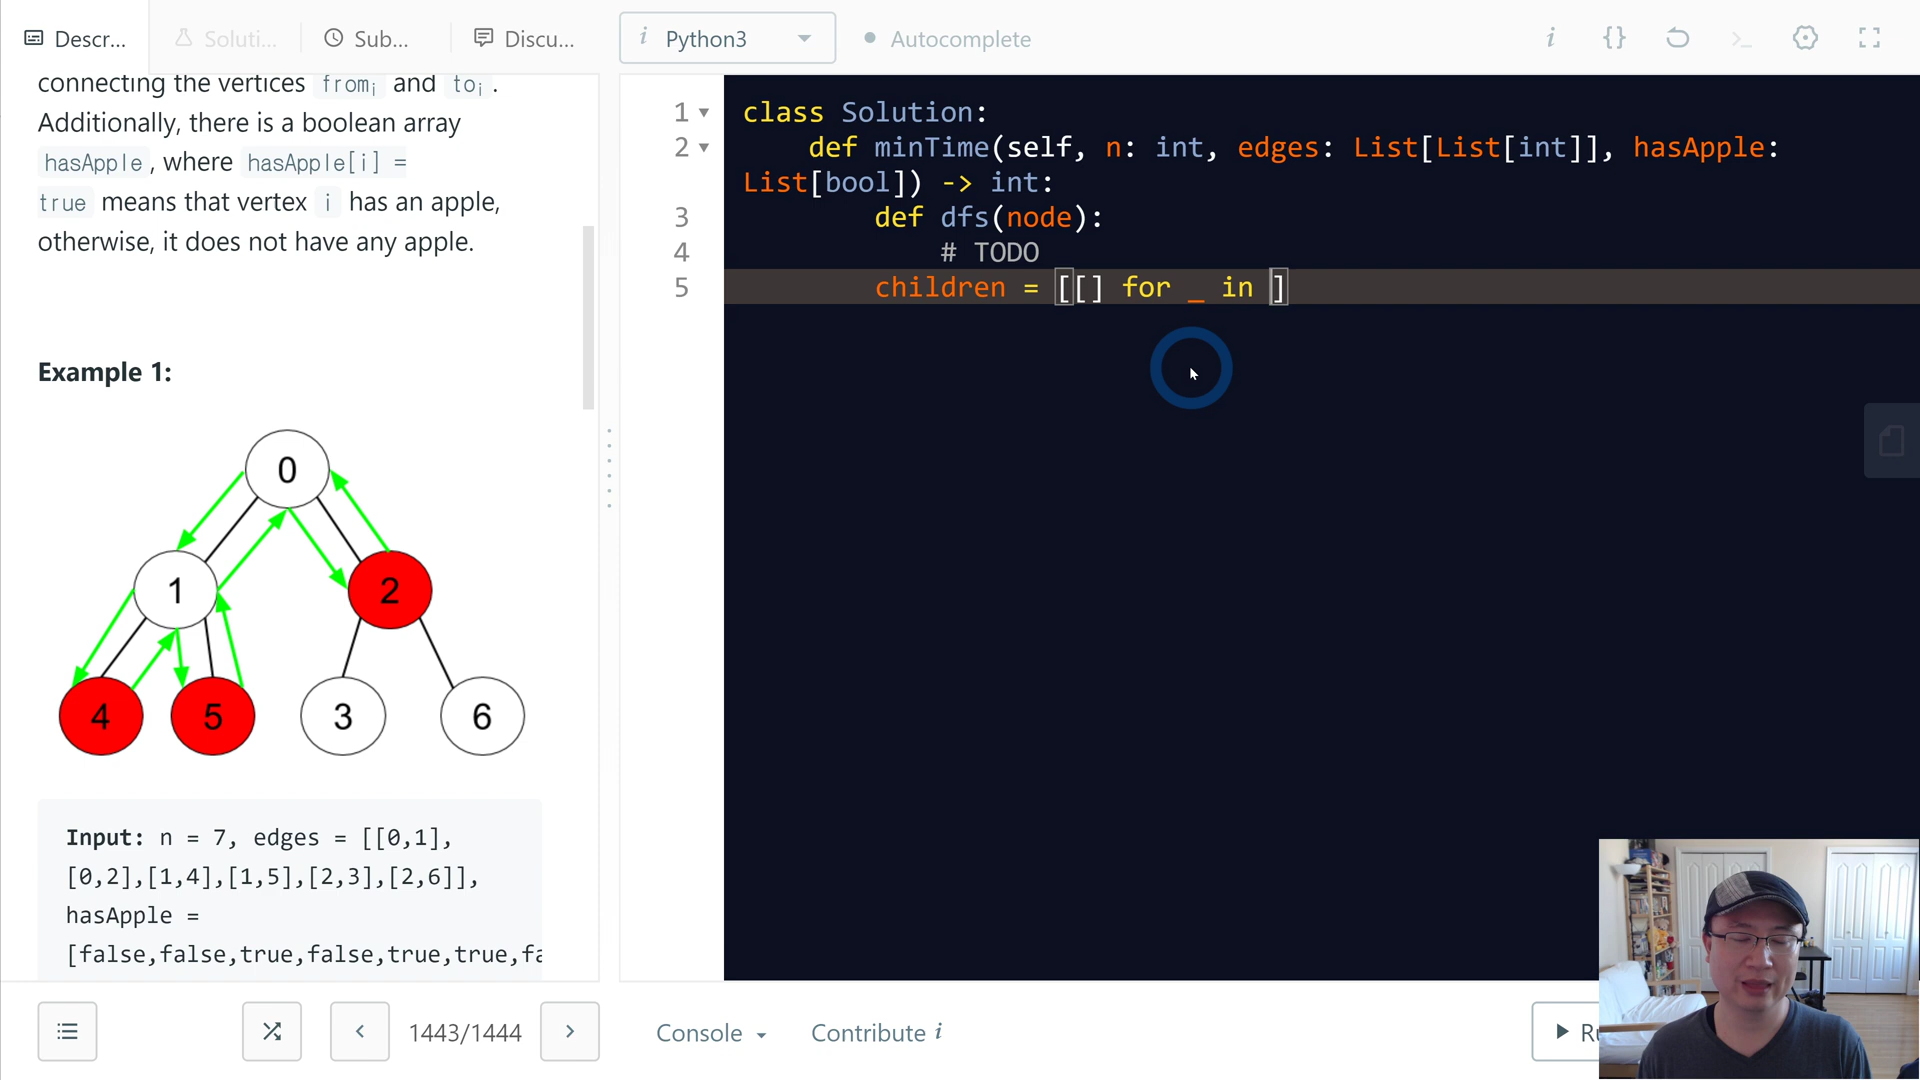 Descr...
Soluti...
Sub...
Discu...
i Python3
Autocomplete
i {} >_
connecting the vertices fromi and toi.
Additionally, there is a boolean array
hasApple, where hasApple[i] =
true means that vertex i has an apple,
otherwise, it does not have any apple.
Example 1:
0
1
2
4
5
3
6
Input: n = 7, edges = [[0,1],
[0,2],[1,4],[1,5],[2,3],[2,6]],
hasApple =
[false,false,true,false,true,true,fa
1443/1444
1
2
3
4
5
class Solution:
def minTime(self, n: int, edges: List[List[int]], hasApple:
List[bool]) -> int:
def dfs(node):
# TODO
children = [[] for _ in ]
Console
Contribute i